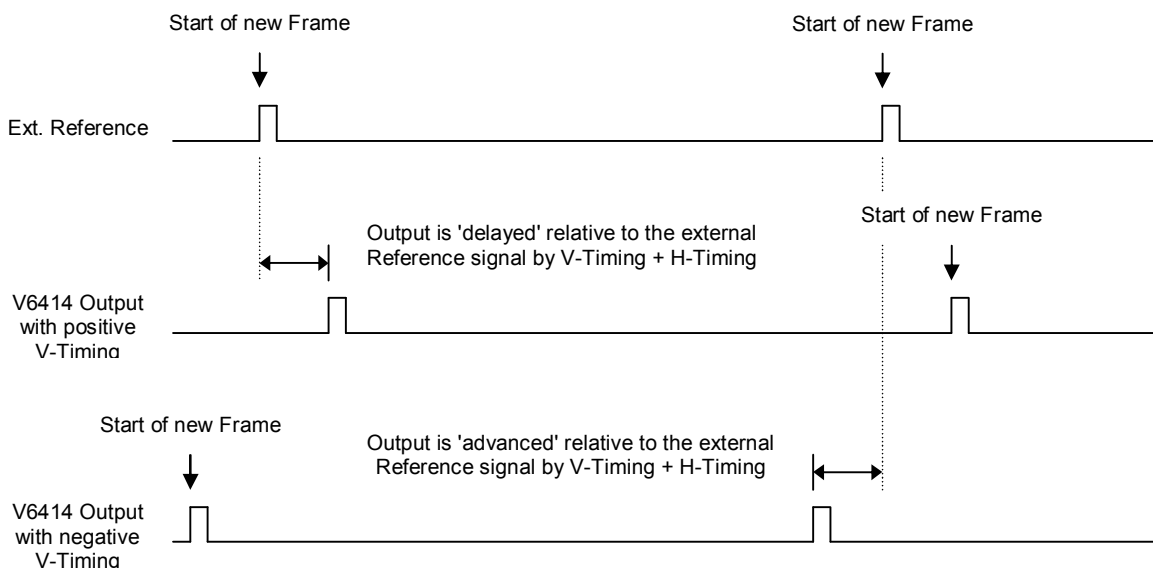 Start of new Frame
Start of new Frame
Ext. Reference
Start of new Frame
Output is 'delayed' relative to the external
Reference signal by V-Timing + H-Timing
V6414 Output
with positive
V-Timing
Start of new Frame
Output is 'advanced' relative to the external
Reference signal by V-Timing + H-Timing
V6414 Output
with negative
V-Timing